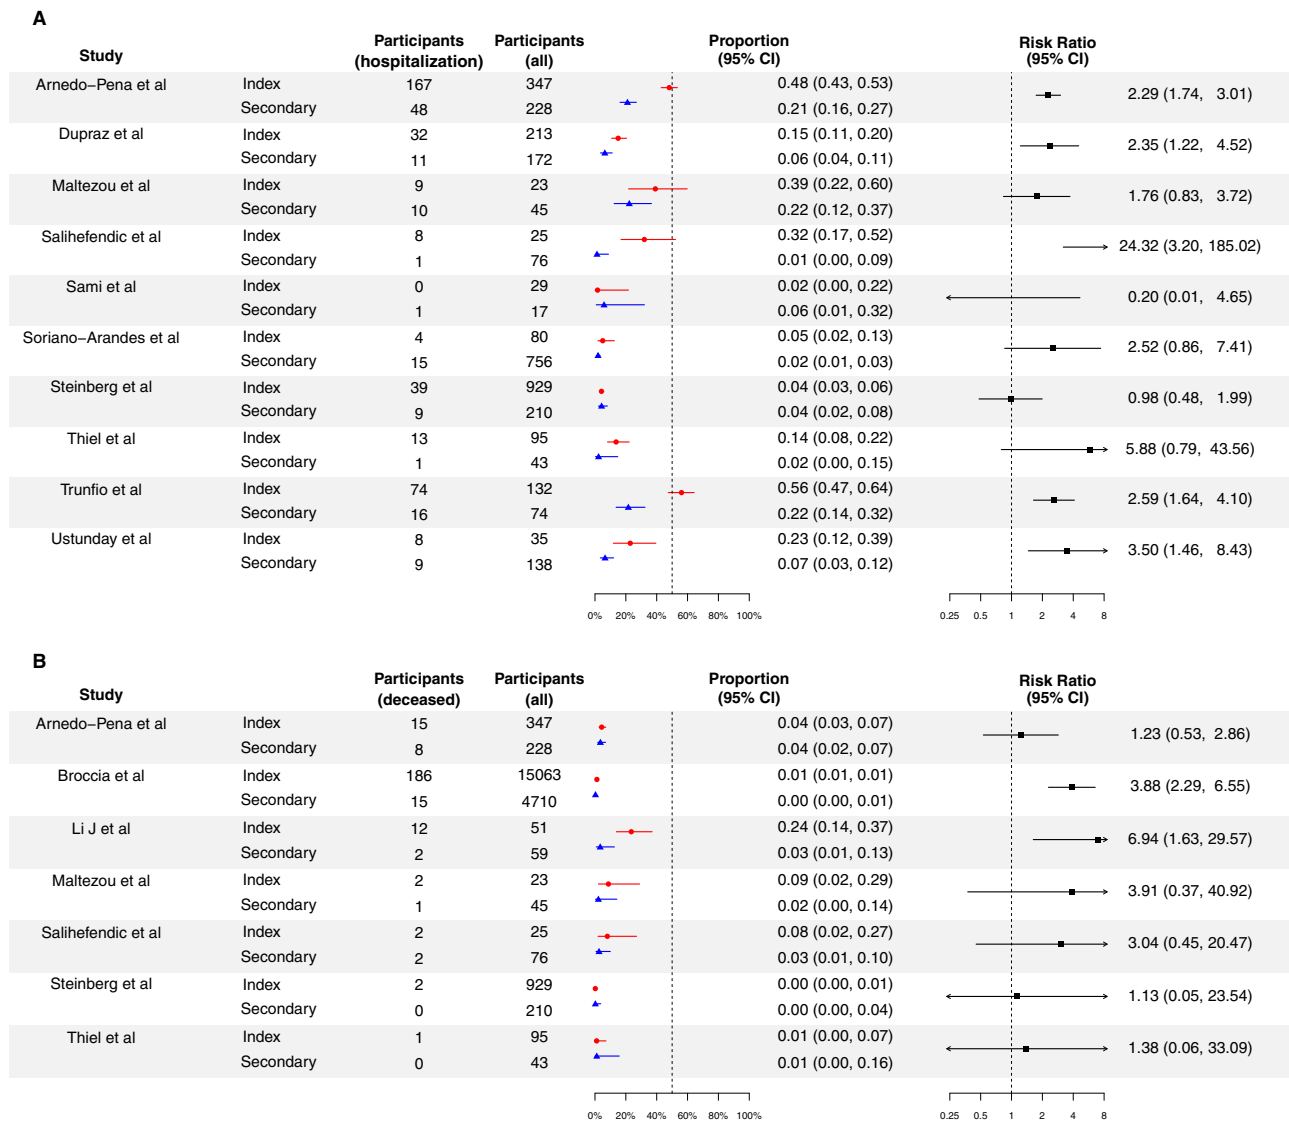 A
Study Participants (hospitalization) Participants (all) Proportion (95% CI) Risk Ratio (95% CI)
Arnedo−Pena et al Index 167 347 0.48 (0.43, 0.53) 2.29 (1.74, 3.01)
Secondary 48 228 0.21 (0.16, 0.27)
Dupraz et al Index 32 213 0.15 (0.11, 0.20) 2.35 (1.22, 4.52)
Secondary 11 172 0.06 (0.04, 0.11)
Maltezou et al Index 9 23 0.39 (0.22, 0.60) 1.76 (0.83, 3.72)
Secondary 10 45 0.22 (0.12, 0.37)
Salihefendic et al Index 8 25 0.32 (0.17, 0.52) 24.32 (3.20, 185.02)
Secondary 1 76 0.01 (0.00, 0.09)
Sami et al Index 0 29 0.02 (0.00, 0.22) 0.20 (0.01, 4.65)
Secondary 1 17 0.06 (0.01, 0.32)
Soriano−Arandes et al Index 4 80 0.05 (0.02, 0.13) 2.52 (0.86, 7.41)
Secondary 15 756 0.02 (0.01, 0.03)
Steinberg et al Index 39 929 0.04 (0.03, 0.06) 0.98 (0.48, 1.99)
Secondary 9 210 0.04 (0.02, 0.08)
Thiel et al Index 13 95 0.14 (0.08, 0.22) 5.88 (0.79, 43.56)
Secondary 1 43 0.02 (0.00, 0.15)
Trunfio et al Index 74 132 0.56 (0.47, 0.64) 2.59 (1.64, 4.10)
Secondary 16 74 0.22 (0.14, 0.32)
Ustunday et al Index 8 35 0.23 (0.12, 0.39) 3.50 (1.46, 8.43)
Secondary 9 138 0.07 (0.03, 0.12)
0% 20% 40% 60% 80% 100% 0.25 0.5 1 2 4 8
B
Study Participants (deceased) Participants (all) Proportion (95% CI) Risk Ratio (95% CI)
Arnedo−Pena et al Index 15 347 0.04 (0.03, 0.07) 1.23 (0.53, 2.86)
Secondary 8 228 0.04 (0.02, 0.07)
Broccia et al Index 186 15063 0.01 (0.01, 0.01) 3.88 (2.29, 6.55)
Secondary 15 4710 0.00 (0.00, 0.01)
Li J et al Index 12 51 0.24 (0.14, 0.37) 6.94 (1.63, 29.57)
Secondary 2 59 0.03 (0.01, 0.13)
Maltezou et al Index 2 23 0.09 (0.02, 0.29) 3.91 (0.37, 40.92)
Secondary 1 45 0.02 (0.00, 0.14)
Salihefendic et al Index 2 25 0.08 (0.02, 0.27) 3.04 (0.45, 20.47)
Secondary 2 76 0.03 (0.01, 0.10)
Steinberg et al Index 2 929 0.00 (0.00, 0.01) 1.13 (0.05, 23.54)
Secondary 0 210 0.00 (0.00, 0.04)
Thiel et al Index 1 95 0.01 (0.00, 0.07) 1.38 (0.06, 33.09)
Secondary 0 43 0.01 (0.00, 0.16)
0% 20% 40% 60% 80% 100% 0.25 0.5 1 2 4 8